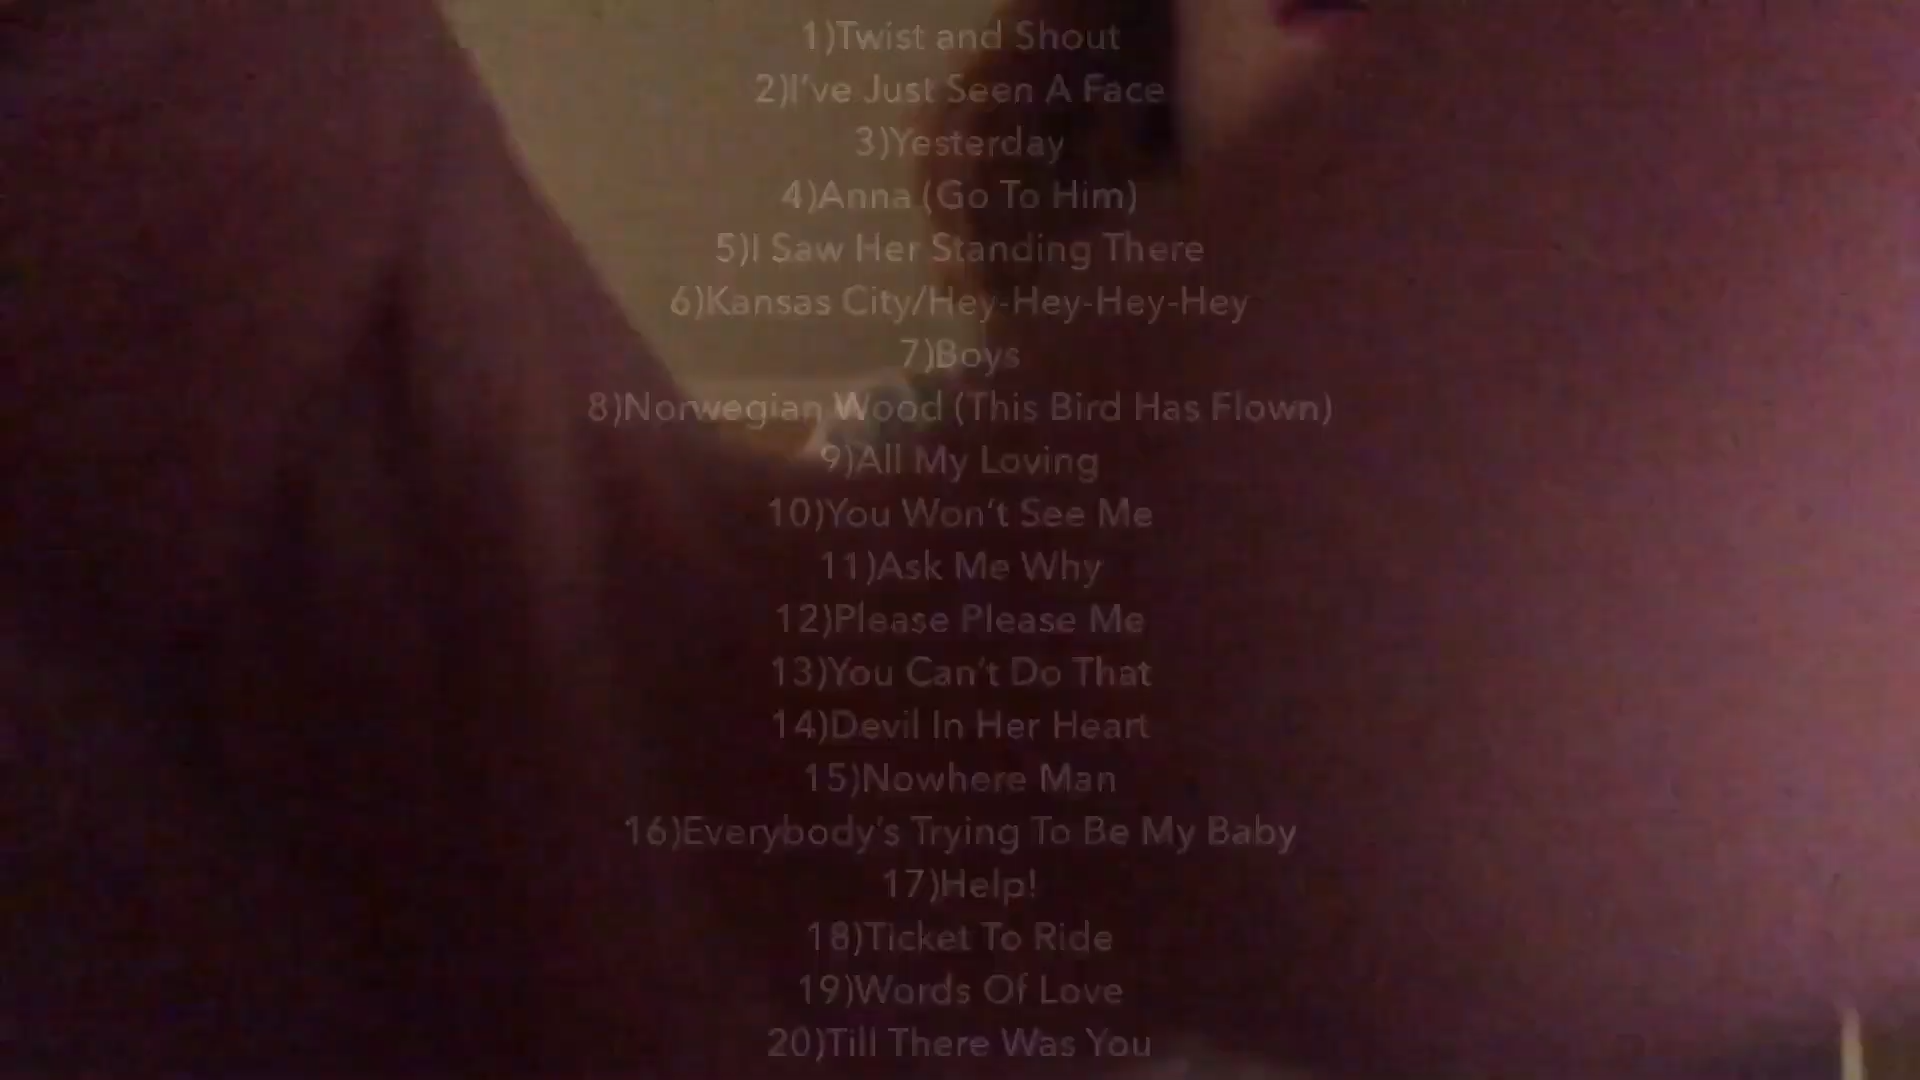 1)Twist and Shout
2)I've Just Seen A Face
3)Yesterday
4)Anna (Go To Him)
5)I Saw Her Standing There
6)Kansas City/Hey-Hey-Hey-Hey
7)Boys
8)Norwegian Wood (This Bird Has Flown)
9)All My Loving
10)You Won't See Me
11)Ask Me Why
12)Please Please Me
13)You Can't Do That
14)Devil In Her Heart
15)Nowhere Man
16)Everybody's Trying To Be My Baby
17)Help!
18)Ticket To Ride
19)Words Of Love
20)Till There Was You